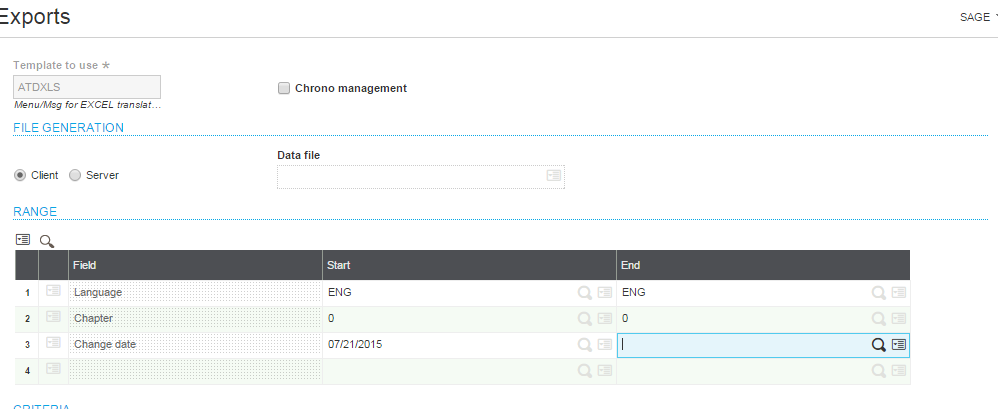 Exports
SAGE
Template to use *
ATDXLS
Chrono management
Menu/Msg for EXCEL translat...
FILE GENERATION
Data file
Client Server
RANGE
Field Start End
1 Language ENG ENG
2 Chapter 0 0
3 Change date 07/21/2015
4
CRITERIA